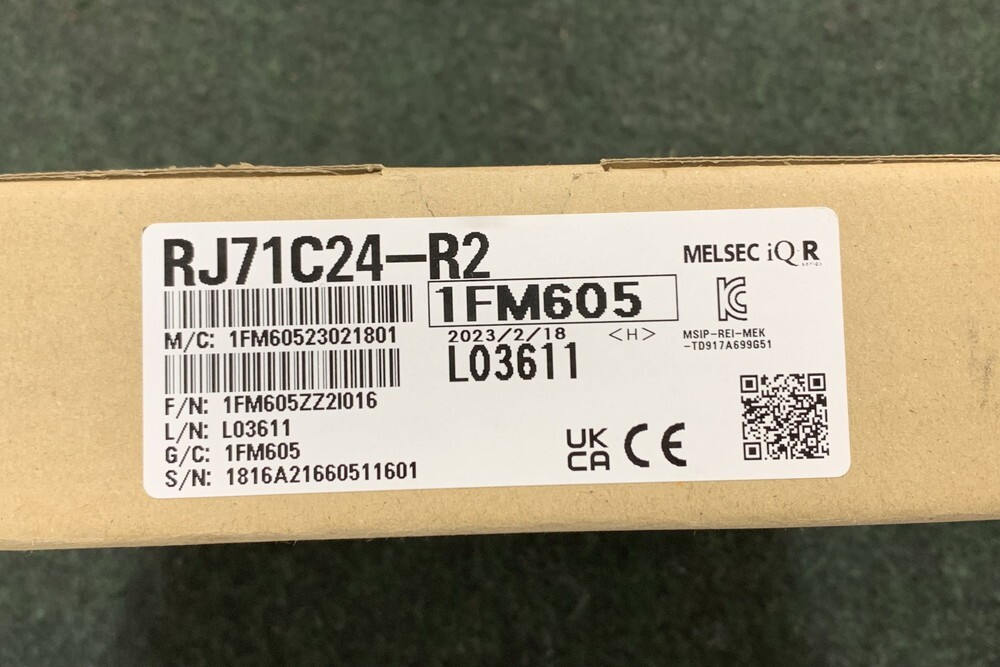 RJ71C24-R2
MELSEC iQ R
series
1FM605
M/C: 1FM60523021801
2023/2/18 <H>
L03611
MSIP-REI-MEK
-TD917A699G51
F/N: 1FM605ZZ2I016
L/N: L03611
G/C: 1FM605
S/N: 1816A21660511601
UK
CA CE